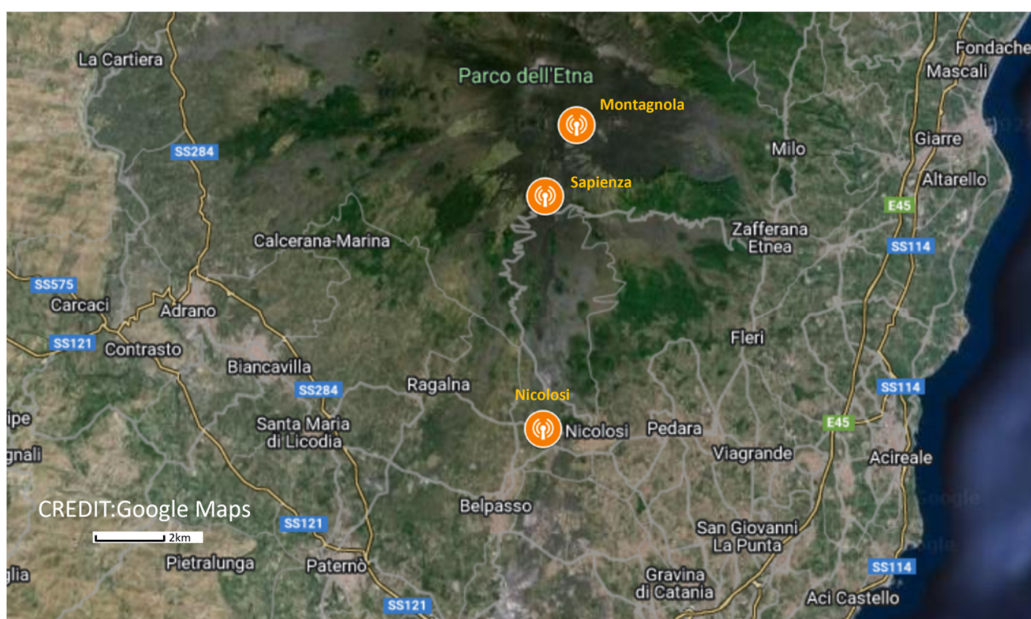 Fondache
La Cartiera
Mascali
Parco dell'Etna
Montagnola
Giarre
SS284
Milo
Altarello
Sapienza
E45
Zafferana
Etnea
Calcerana-Marina
SS114
SS575
Carcaci
Adrano
SS121
Contrasto
Fleri
Biancavilla
Ragalna
SS284
SS114
Nicolosi
ipe
Santa Maria
di Licodia
Nicolosi
Pedara
E45
gnali
Viagrande
Acireale
CREDIT:Google Maps
Belpasso
Google
SS121
San Giovanni
La Punta
2km
Pietralunga
Paternò
Google
glia
Gravina
di Catania
SS114
SS121
Aci Castello